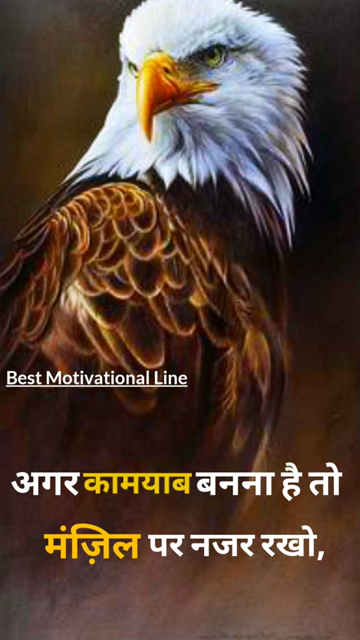 Best Motivational Line
अगर कामयाब बनना है तो
मंज़िल पर नजर रखो,